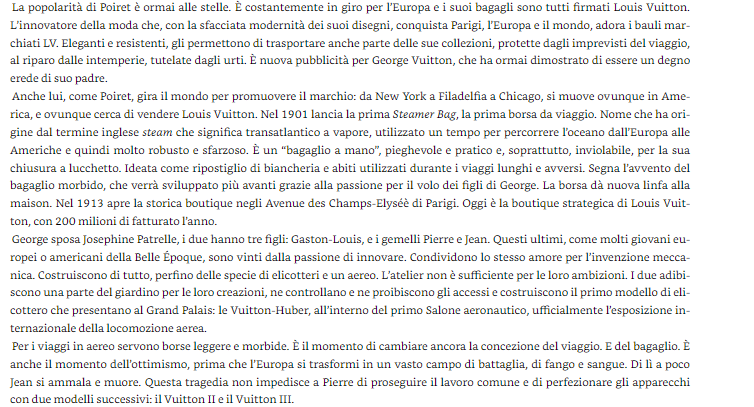 La popolarità di Poiret è ormai alle stelle. È costantemente in giro per l'Europa e i suoi bagagli sono tutti firmati Louis Vuitton.
L'innovatore della moda che, con la sfacciata modernità dei suoi disegni, conquista Parigi, l'Europa e il mondo, adora i bauli mar-
chiati LV. Eleganti e resistenti, gli permettono di trasportare anche parte delle sue collezioni, protette dagli imprevisti del viaggio,
al riparo dalle intemperie, tutelate dagli urti. È nuova pubblicità per George Vuitton, che ha ormai dimostrato di essere un degno
erede di suo padre.
Anche lui, come Poiret, gira il mondo per promuovere il marchio: da New York a Filadelfia a Chicago, si muove ovunque in Ame-
rica, e ovunque cerca di vendere Louis Vuitton. Nel 1901 lancia la prima Steamer Bag, la prima borsa da viaggio. Nome che ha ori-
gine dal termine inglese steam che significa transatlantico a vapore, utilizzato un tempo per percorrere l'oceano dall'Europa alle
Americhe e quindi molto robusto e sfarzoso. È un “bagaglio a mano”, pieghevole e pratico e, soprattutto, inviolabile, per la sua
chiusura a lucchetto. Ideata come ripostiglio di biancheria e abiti utilizzati durante i viaggi lunghi e avversi. Segna l'avvento del
bagaglio morbido, che verrà sviluppato più avanti grazie alla passione per il volo dei figli di George. La borsa dà nuova linfa alla
maison. Nel 1913 apre la storica boutique negli Avenue des Champs-Elyséè di Parigi. Oggi è la boutique strategica di Louis Vuit-
ton, con 200 milioni di fatturato l'anno.
George sposa Josephine Patrelle, i due hanno tre figli: Gaston-Louis, e i gemelli Pierre e Jean. Questi ultimi, come molti giovani eu-
ropei o americani della Belle Époque, sono vinti dalla passione di innovare. Condividono lo stesso amore per l'invenzione mecca-
nica. Costruiscono di tutto, perfino delle specie di elicotteri e un aereo. L'atelier non è sufficiente per le loro ambizioni. I due adibi-
scono una parte del giardino per le loro creazioni, ne controllano e ne proibiscono gli accessi e costruiscono il primo modello di eli-
cottero che presentano al Grand Palais: le Vuitton-Huber, all'interno del primo Salone aeronautico, ufficialmente l'esposizione in-
ternazionale della locomozione aerea.
Per i viaggi in aereo servono borse leggere e morbide. È il momento di cambiare ancora la concezione del viaggio. E del bagaglio. È
anche il momento dell'ottimismo, prima che l'Europa si trasformi in un vasto campo di battaglia, di fango e sangue. Di lì a poco
Jean si ammala e muore. Questa tragedia non impedisce a Pierre di proseguire il lavoro comune e di perfezionare gli apparecchi
con due modelli successivi: il Vuitton II e il Vuitton III.